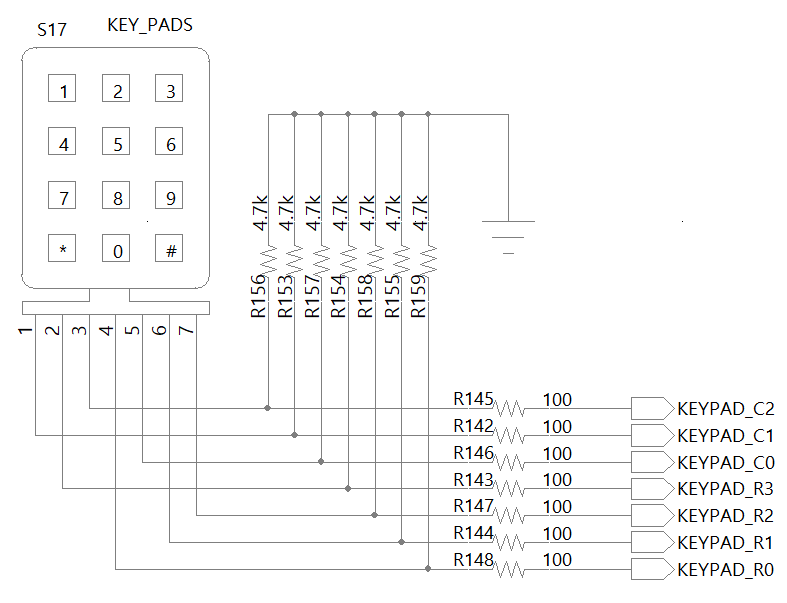 S17
KEY_PADS
1 2 3
4 5 6
7 8 9
* 0 #
4.7k 4.7k 4.7k 4.7k 4.7k 4.7k 4.7k
R156 R153 R157 R154 R158 R155 R159
1 2 3 4 5 6 7
R145 100 KEYPAD_C2
R142 100 KEYPAD_C1
R146 100 KEYPAD_C0
R143 100 KEYPAD_R3
R147 100 KEYPAD_R2
R144 100 KEYPAD_R1
R148 100 KEYPAD_R0